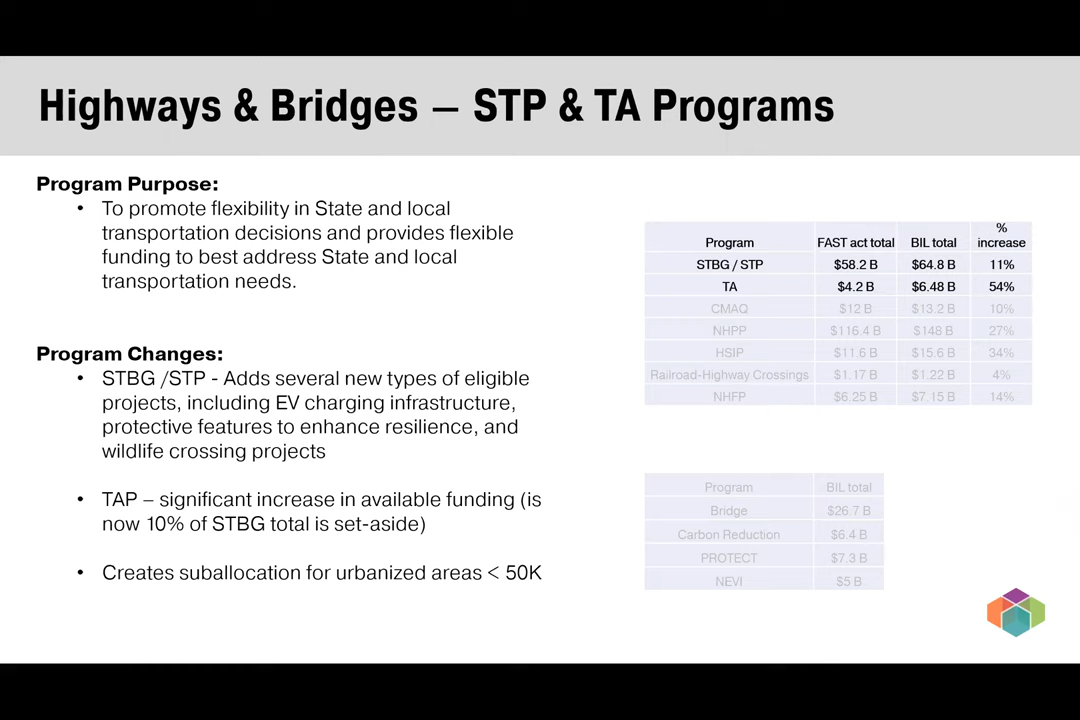 Highways & Bridges – STP & TA Programs
Program Purpose:
• To promote flexibility in State and local
transportation decisions and provides flexible
funding to best address State and local
transportation needs.
Program Changes:
• STBG /STP - Adds several new types of eligible
projects, including EV charging infrastructure,
protective features to enhance resilience, and
wildlife crossing projects
• TAP – significant increase in available funding (is
now 10% of STBG total is set-aside)
• Creates suballocation for urbanized areas < 50K
Program FAST act total BIL total % increase
STBG / STP $58.2 B $64.8 B 11%
TA $4.2 B $6.48 B 54%
CMAQ $12 B $13.2 B 10%
NHPP $116.4 B $148 B 27%
HSIP $11.6 B $15.6 B 34%
Railroad-Highway Crossings $1.17 B $1.22 B 4%
NHFP $6.25 B $7.15 B 14%
Program BIL total
Bridge $26.7 B
Carbon Reduction $6.4 B
PROTECT $7.3 B
NEVI $5 B